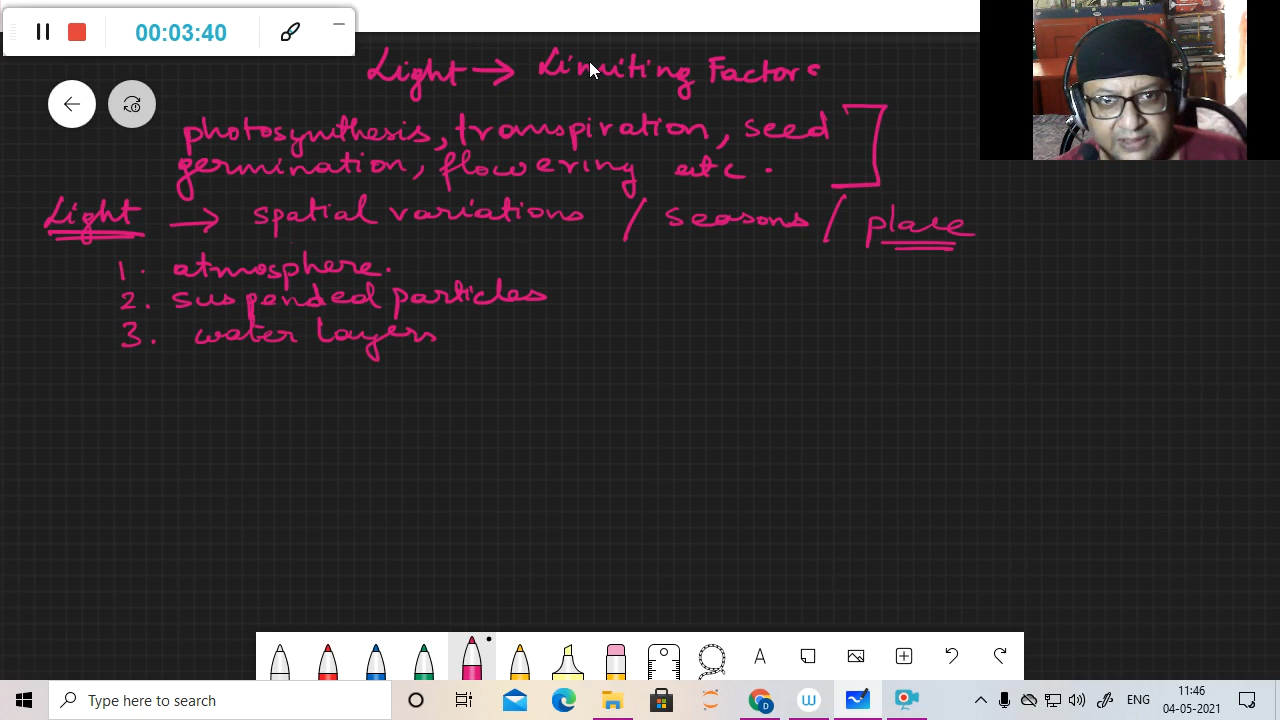 00:03:40
Light → Limiting Factors
photosynthesis, transpiration, seed
germination, flowering etc.
Light → spatial variations / seasons / place
1. atmosphere.
2. suspended particles
3. water layers
A
Type here to search
ENG
11:46
04-05-2021